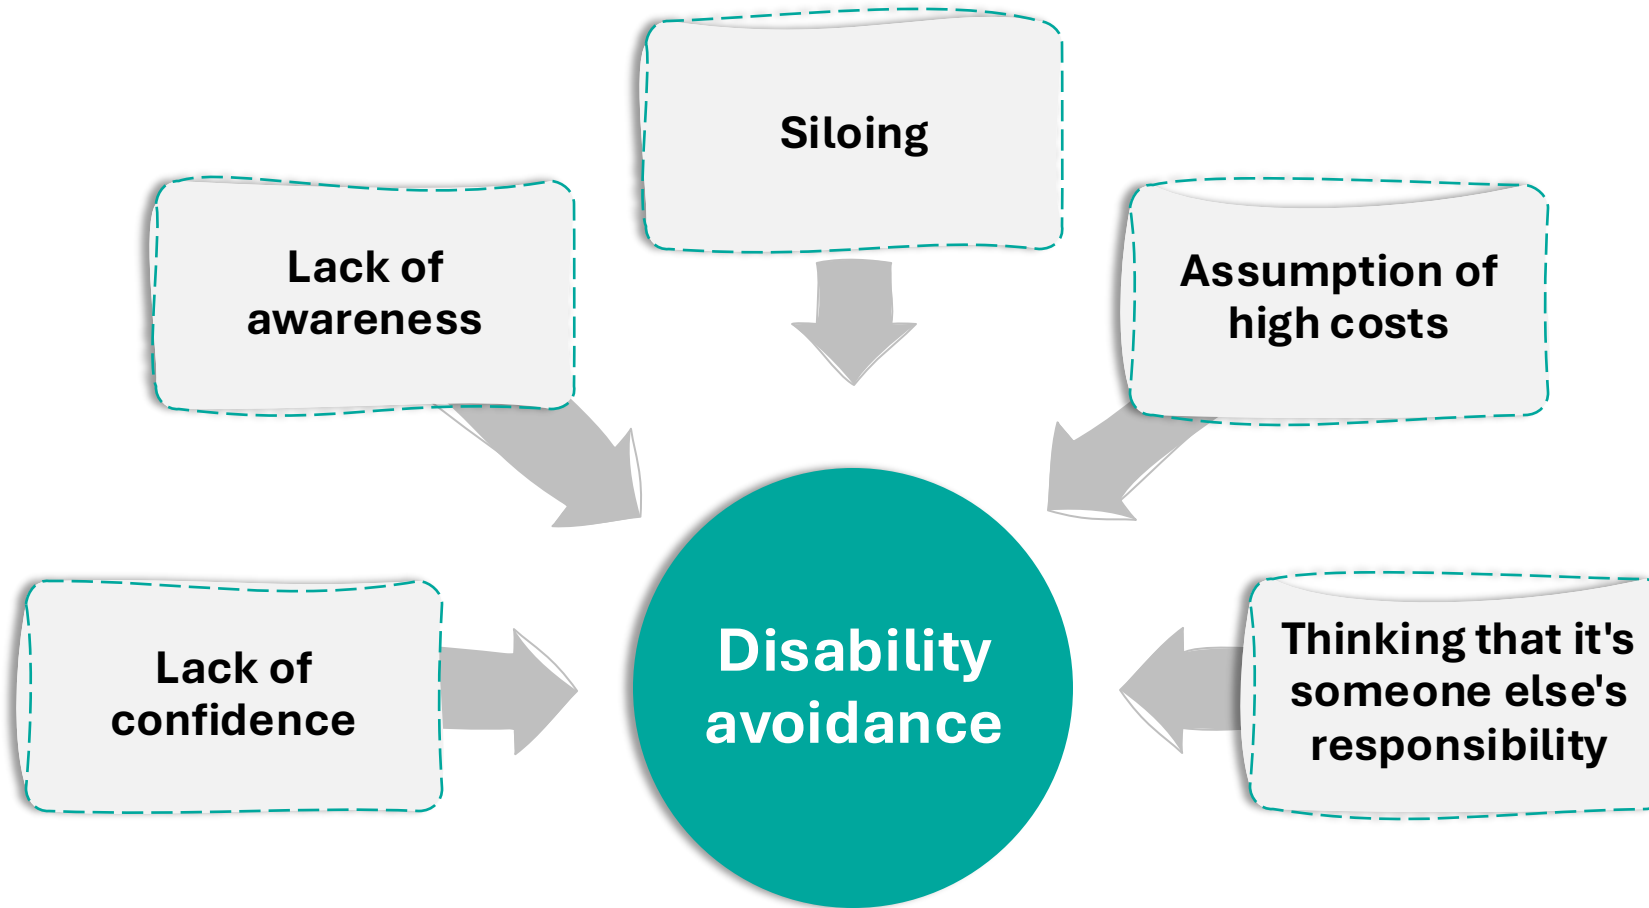 Siloing
Lack of
awareness
Assumption of
high costs
Lack of
confidence
Disability
avoidance
Thinking that it's
someone else's
responsibility